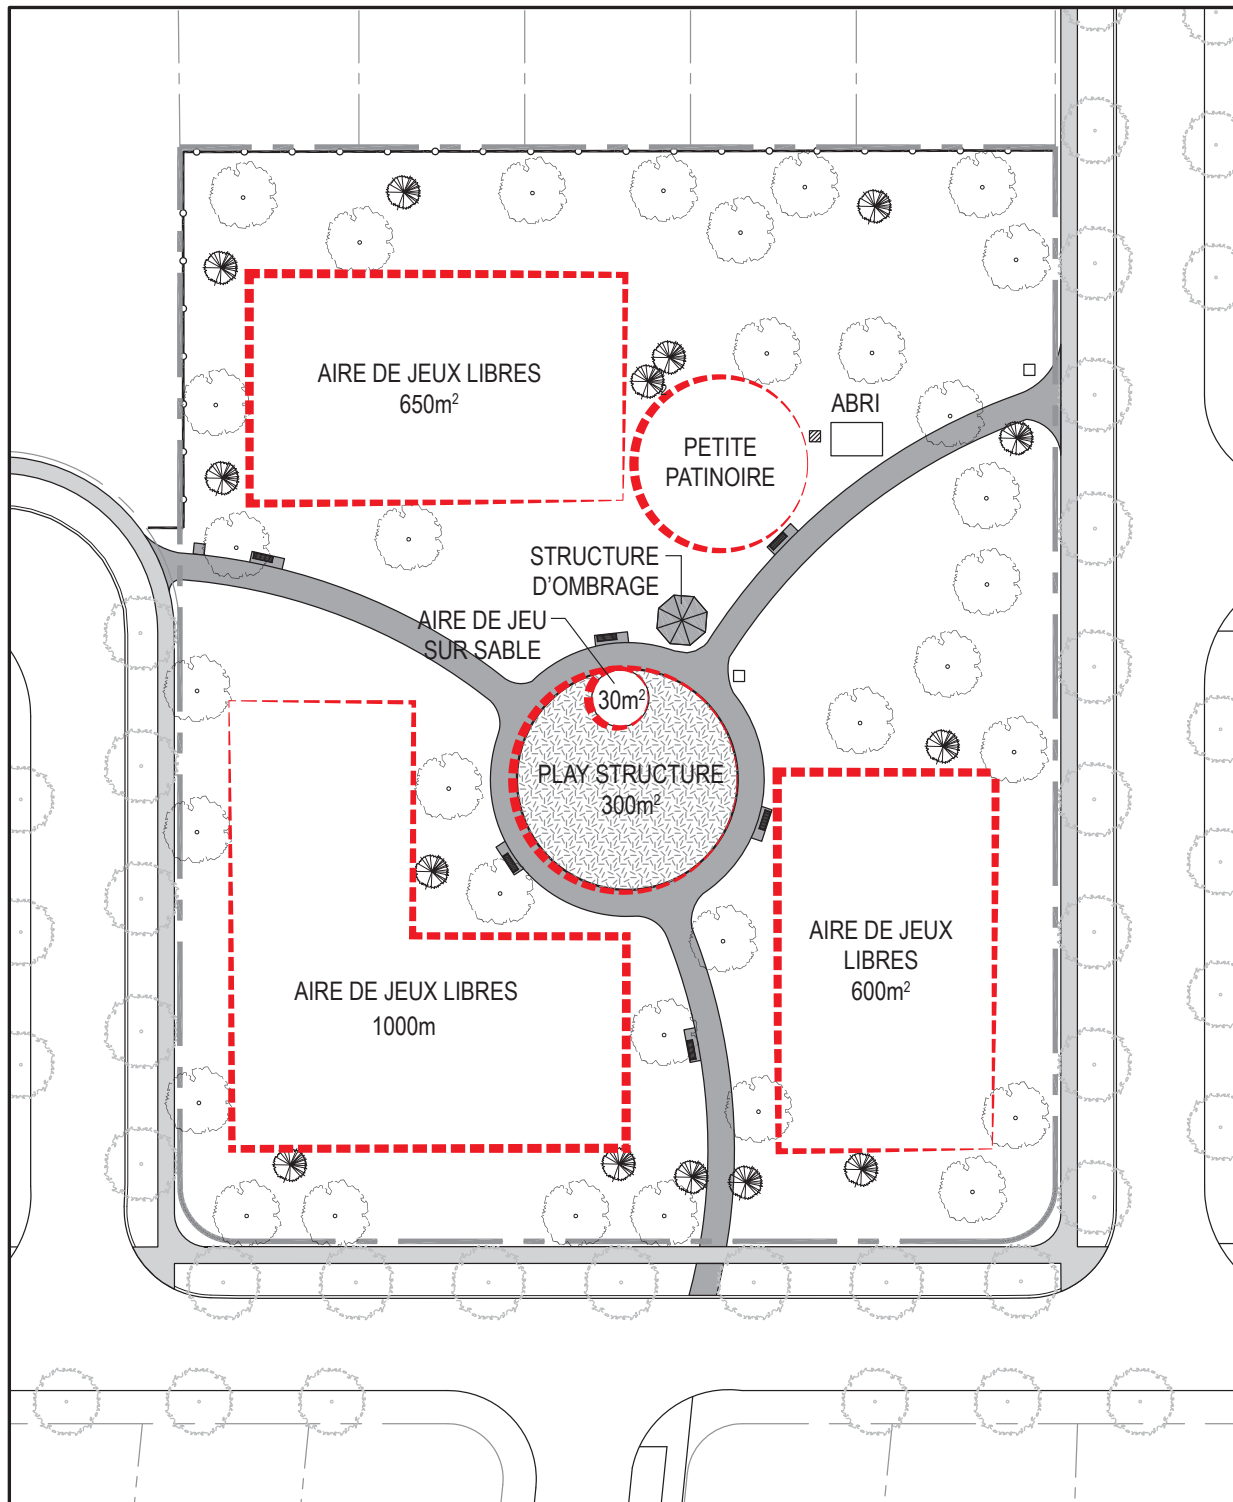 AIRE DE JEUX LIBRES
650m²
2
ABRI
PETITE
PATINOIRE
STRUCTURE
D'OMBRAGE
AIRE DE JEU
SUR SABLE
30m²
PLAY STRUCTURE
300m²
AIRE DE JEUX
LIBRES
600m²
AIRE DE JEUX LIBRES
1000m